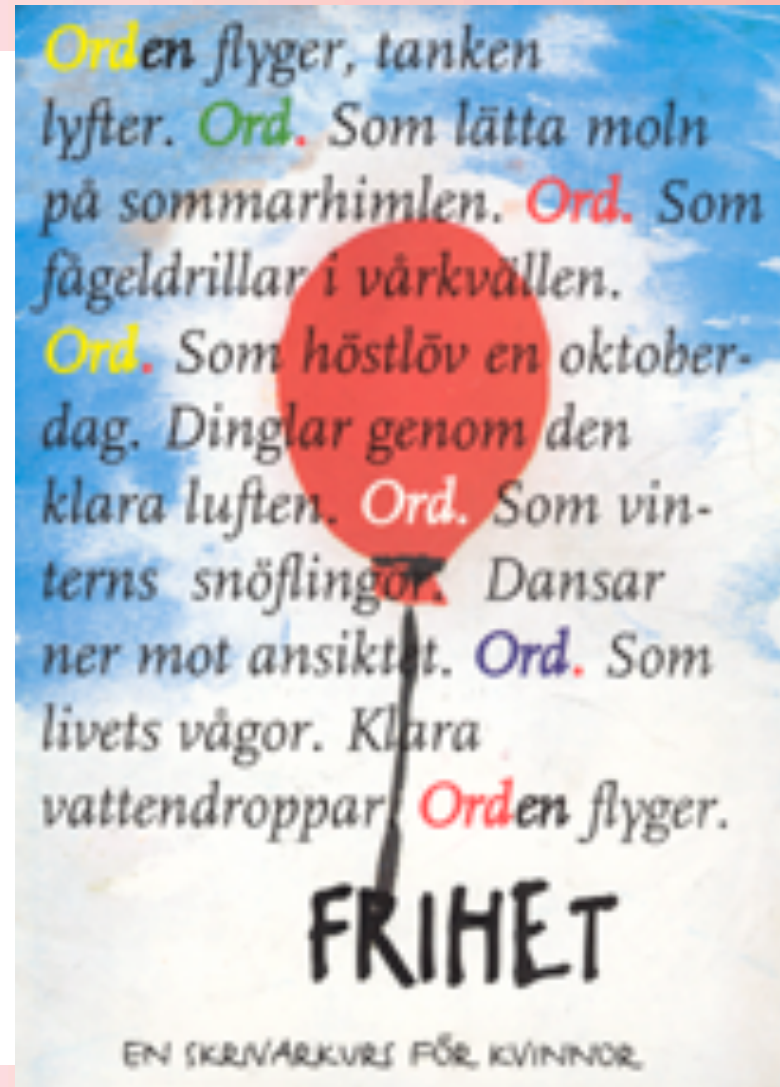 Orden flyger, tanken
lyfter. Ord. Som lätta moln
på sommarhimlen. Ord. Som
fågeldrillar i vårkvällen.
Ord. Som höstlöv en oktober-
dag. Dinglar genom den
klara luften. Ord. Som vin-
terns snöflingor. Dansar
ner mot ansiktet. Ord. Som
livets vågor. Klara
vattendroppar. Orden flyger.
FRIHET
EN SKRIVARKURS FÖR KVINNOR